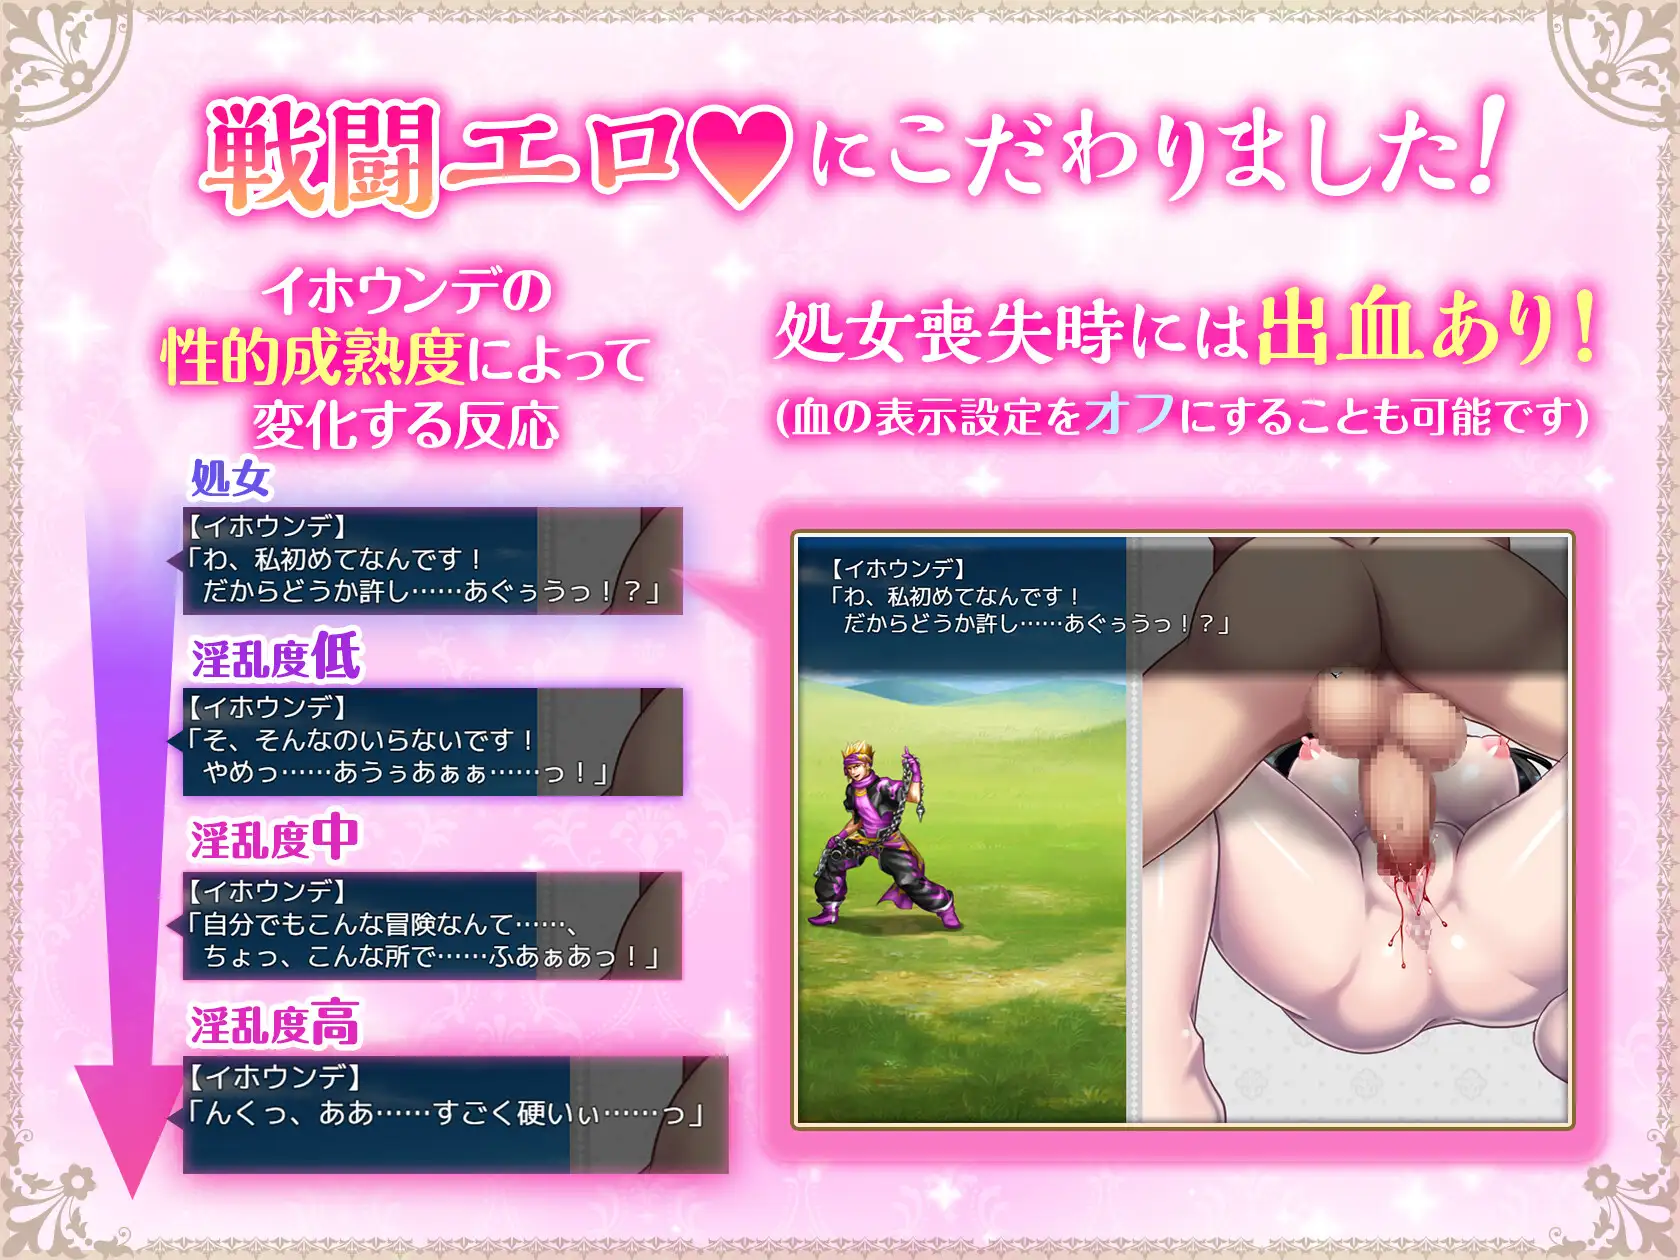 戦闘エロ♥にこだわりました!
イホウンデの
性的成熟度によって
変化する反応
処女
【イホウンデ】
「わ、私初めてなんです！
だからどうか許し……あぐぅうっ！？」
淫乱度低
【イホウンデ】
「そ、そんなのいらないです！
やめっ……あうぅあぁぁ……っ！」
淫乱度中
【イホウンデ】
「自分でもこんな冒険なんて……、
ちょっ、こんな所で……ふあぁあっ！」
淫乱度高
【イホウンデ】
「んくっ、ああ……すごく硬いぃ……っ」
処女喪失時には出血あり!
(血の表示設定をオフにすることも可能です)
【イホウンデ】
「わ、私初めてなんです！
だからどうか許し……あぐぅうっ！？」